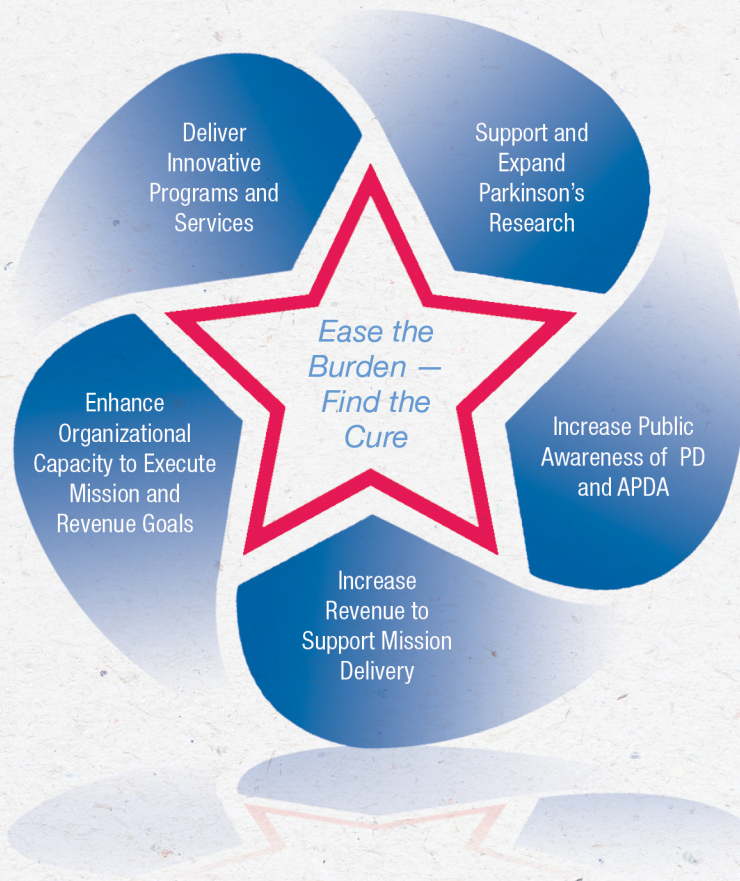 Deliver
Innovative
Programs and
Services
Support and
Expand
Parkinson's
Research
Ease the
Burden —
Find the
Cure
Enhance
Organizational
Capacity to Execute
Mission and
Revenue Goals
Increase Public
Awareness of PD
and APDA
Increase
Revenue to
Support Mission
Delivery